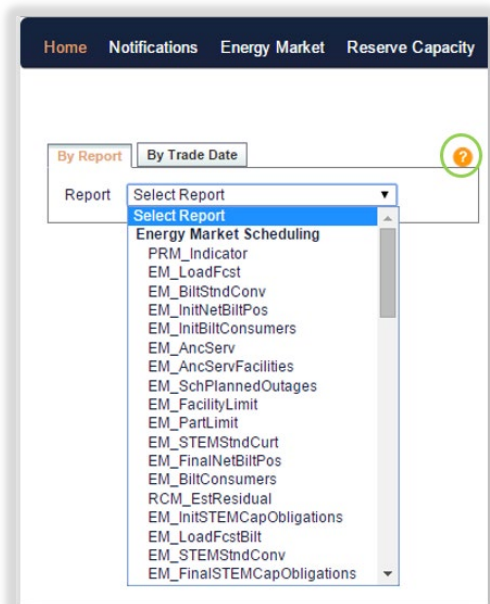 Home Notifications Energy Market Reserve Capacity
By Report By Trade Date ?
Report Select Report
Select Report
Energy Market Scheduling
PRM_Indicator
EM_LoadFcst
EM_BiltStndConv
EM_InitNetBiltPos
EM_InitBiltConsumers
EM_AncServ
EM_AncServFacilities
EM_SchPlannedOutages
EM_FacilityLimit
EM_PartLimit
EM_STEMStndCurt
EM_FinalNetBiltPos
EM_BiltConsumers
RCM_EstResidual
EM_InitSTEMCapObligations
EM_LoadFcstBilt
EM_STEMStndConv
EM_FinalSTEMCapObligations